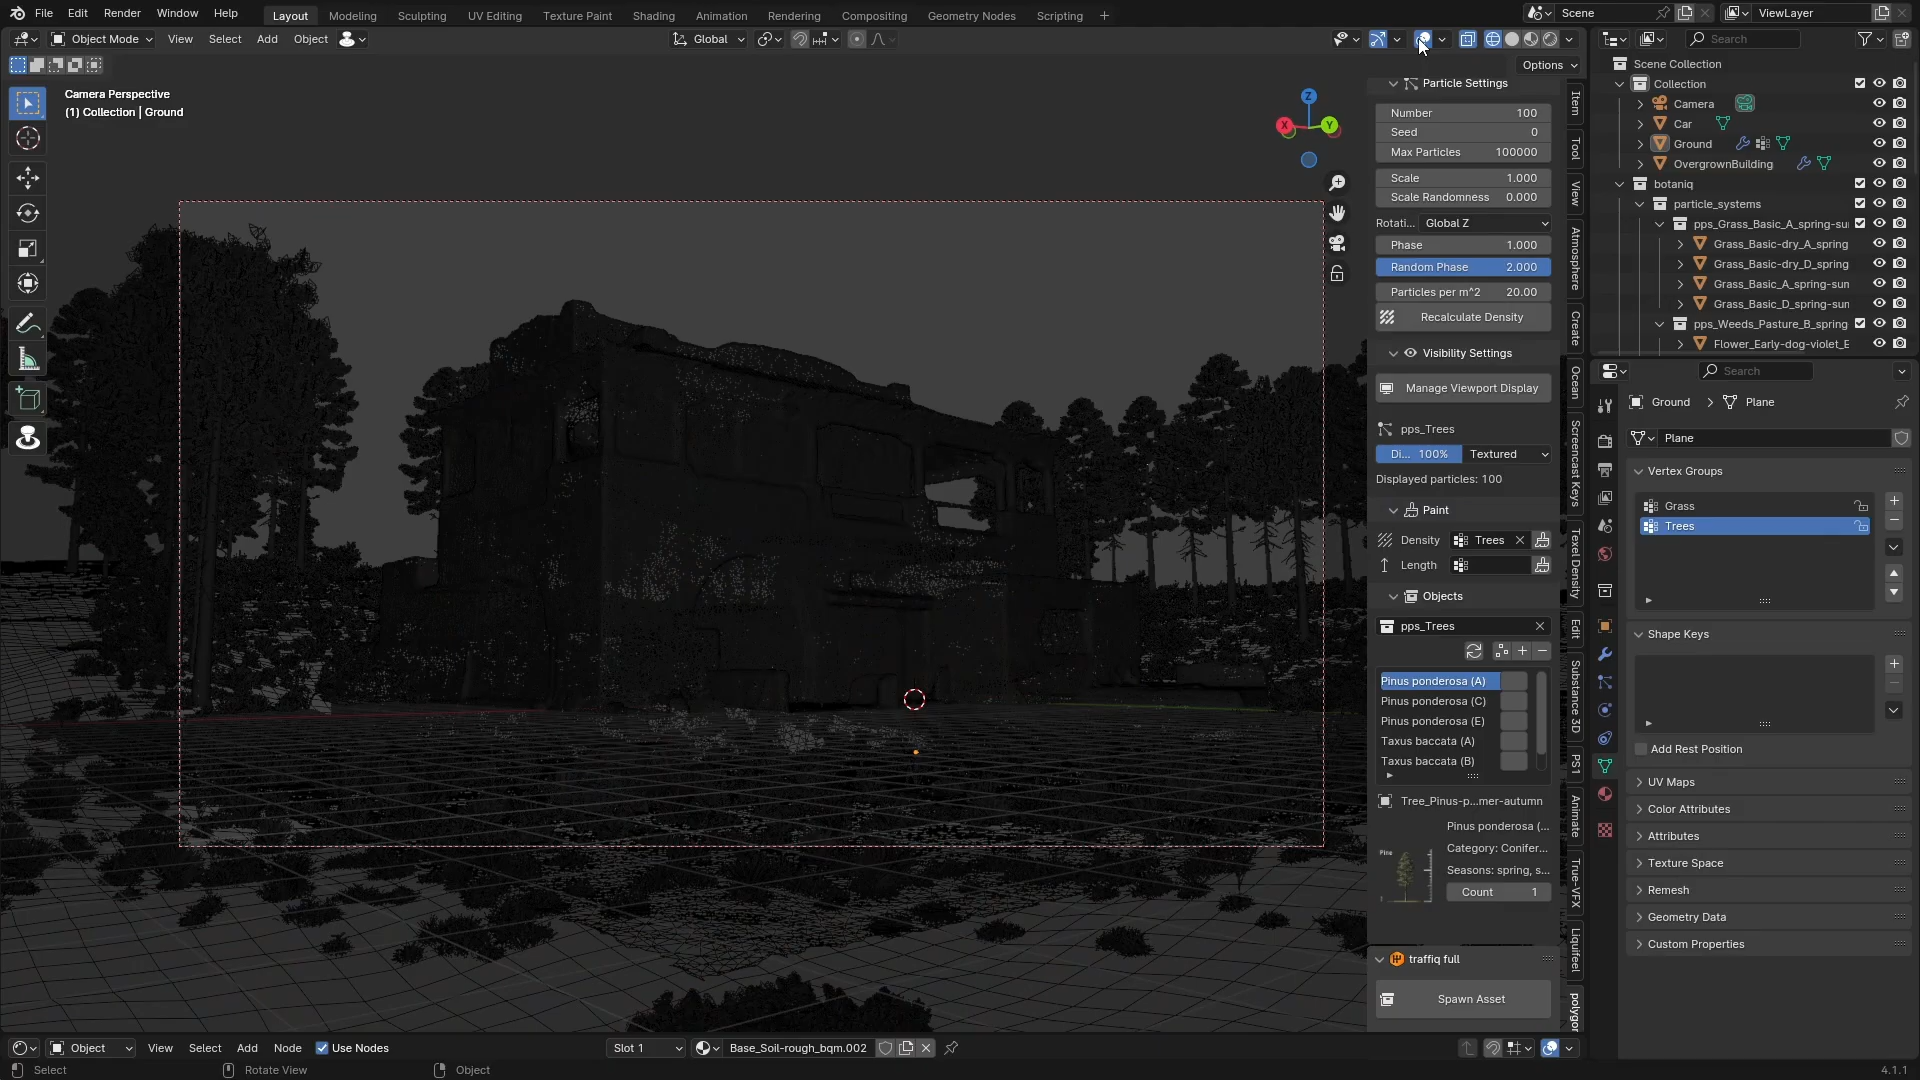 File Edit Render Window Help Layout Modeling Sculpting UV Editing Texture Paint Shading Animation Rendering Compositing Geometry Nodes Scripting + Scene ViewLayer
Object Mode View Select Add Object Global Search
Options
Camera Perspective
(1) Collection | Ground
Z
X
Y
Particle Settings
Number 100
Seed 0
Max Particles 100000
Scale 1.000
Scale Randomness 0.000
Rotati... Global Z
Phase 1.000
Random Phase 2.000
Particles per m^2 20.00
Recalculate Density
Visibility Settings
Manage Viewport Display
pps_Trees
Di... 100% Textured
Displayed particles: 100
Paint
Density Trees
Length
Objects
pps_Trees
Pinus ponderosa (A)
Pinus ponderosa (C)
Pinus ponderosa (E)
Taxus baccata (A)
Taxus baccata (B)
Tree_Pinus-p...mer-autumn
Pinus ponderosa (...
Category: Conifer...
Seasons: spring, s...
Count 1
Pine
traffiq full
Spawn Asset
Item
Tool
View
Atmosphere
Create
Ocean
Screencast Keys
Texel Density
Edit
Substance 3D
PS1
Animate
True-VFX
Liquifeel
polygon
Scene Collection
Collection
Camera
Car
Ground
OvergrownBuilding
botaniq
particle_systems
pps_Grass_Basic_A_spring-su
Grass_Basic-dry_A_spring
Grass_Basic-dry_D_spring
Grass_Basic_A_spring-sum
Grass_Basic_D_spring-sum
pps_Weeds_Pasture_B_spring
Flower_Early-dog-violet_E
Search
Ground > Plane
Plane
Vertex Groups
Grass
Trees
Shape Keys
Add Rest Position
UV Maps
Color Attributes
Attributes
Texture Space
Remesh
Geometry Data
Custom Properties
Object View Select Add Node Use Nodes Slot 1 Base_Soil-rough_bqm.002
Select Rotate View Object 4.1.1